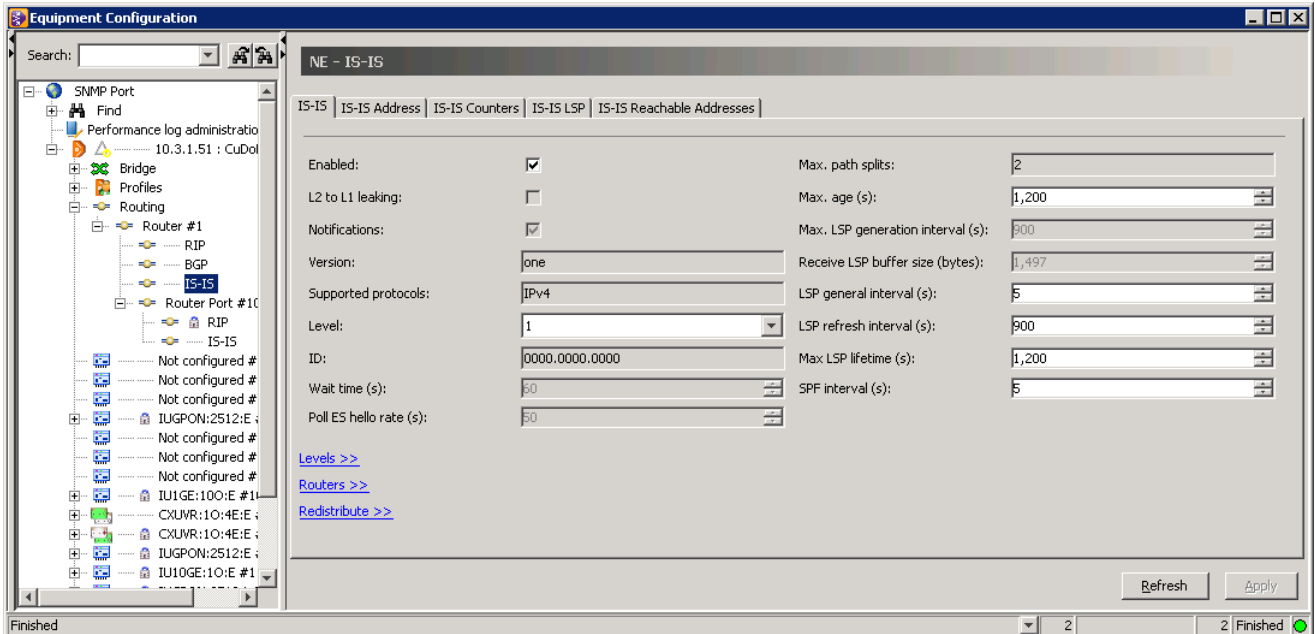 Equipment Configuration
Search:
NE - IS-IS
SNMP Port
Find
Performance log administratio
10.3.1.51 : CuDo
Bridge
Profiles
Routing
Router #1
RIP
BGP
IS-IS
Router Port #10
RIP
IS-IS
Not configured #
Not configured #
Not configured #
IUGPON:2512:E
Not configured #
Not configured #
Not configured #
IU1GE:10O:E #1
CXUVR:1O:4E:E
CXUVR:1O:4E:E
IUGPON:2512:E
IU10GE:1O:E #1
IS-IS IS-IS Address IS-IS Counters IS-IS LSP IS-IS Reachable Addresses
Enabled:
L2 to L1 leaking:
Notifications:
Version: one
Supported protocols: IPv4
Level: 1
ID: 0000.0000.0000
Wait time (s): 60
Poll ES hello rate (s): 50
Max. path splits: 2
Max. age (s): 1,200
Max. LSP generation interval (s): 900
Receive LSP buffer size (bytes): 1,497
LSP general interval (s): 5
LSP refresh interval (s): 900
Max LSP lifetime (s): 1,200
SPF interval (s): 5
Levels >>
Routers >>
Redistribute >>
Refresh Apply
Finished 2 2 Finished